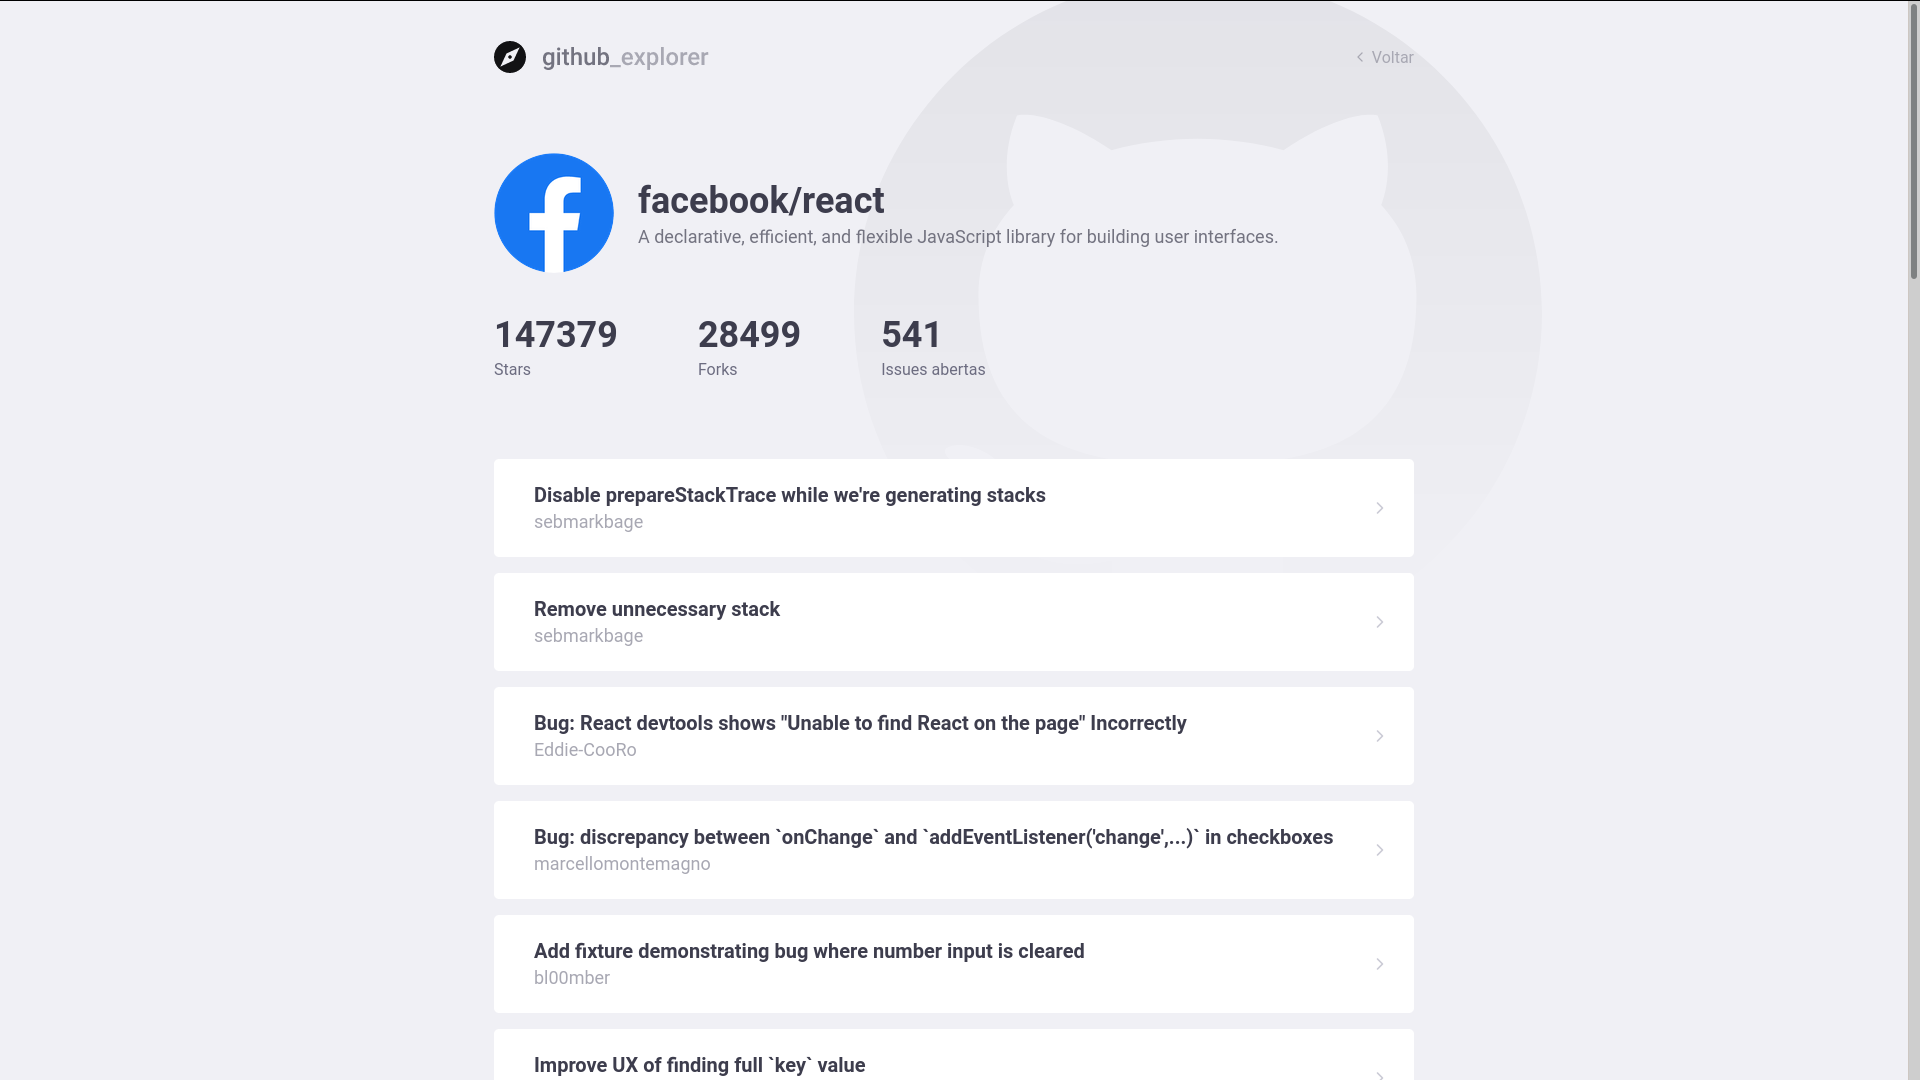 github_explorer
Voltar
facebook/react
A declarative, efficient, and flexible JavaScript library for building user interfaces.
147379
Stars
28499
Forks
541
Issues abertas
Disable prepareStackTrace while we're generating stacks
sebmarkbage
Remove unnecessary stack
sebmarkbage
Bug: React devtools shows "Unable to find React on the page" Incorrectly
Eddie-CooRo
Bug: discrepancy between `onChange` and `addEventListener('change',...)` in checkboxes
marcellomontemagno
Add fixture demonstrating bug where number input is cleared
bl00mber
Improve UX of finding full `key` value